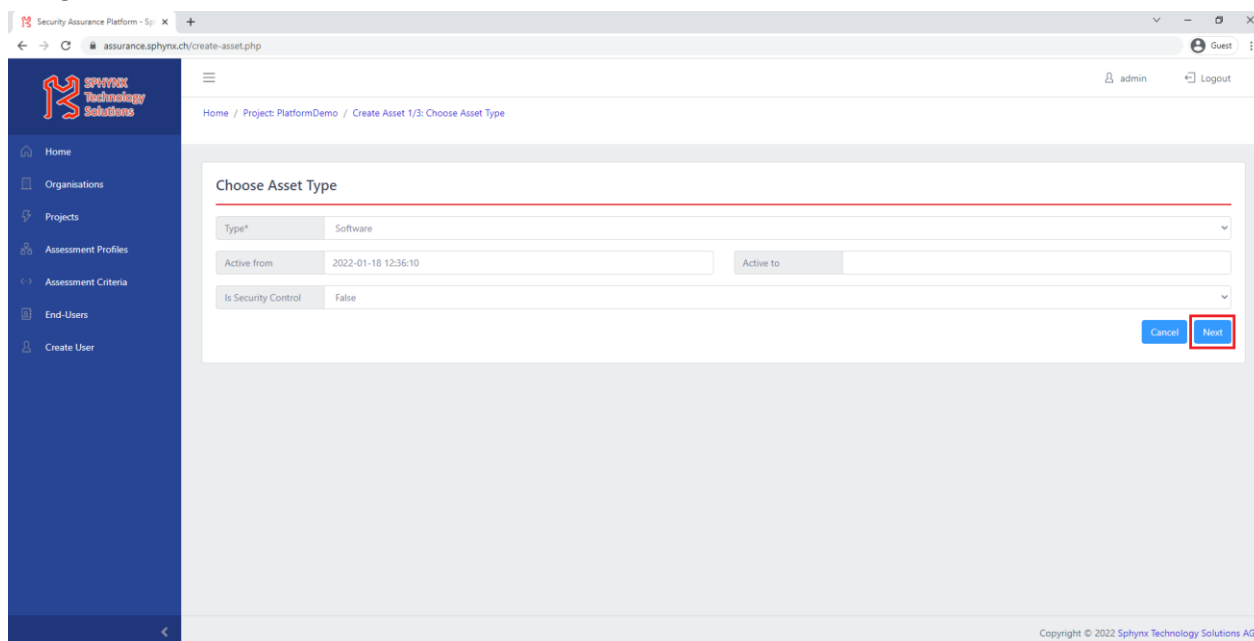 Security Assurance Platform - Sp
assurance.sphynx.ch/create-asset.php
Guest
SPHYNX
Technology
Solutions
admin
Logout
Home / Project: PlatformDemo / Create Asset 1/3: Choose Asset Type
Home
Organisations
Projects
Assessment Profiles
Assessment Criteria
End-Users
Create User
Choose Asset Type
Type* Software
Active from 2022-01-18 12:36:10 Active to
Is Security Control False
Cancel Next
Copyright © 2022 Sphynx Technology Solutions AG